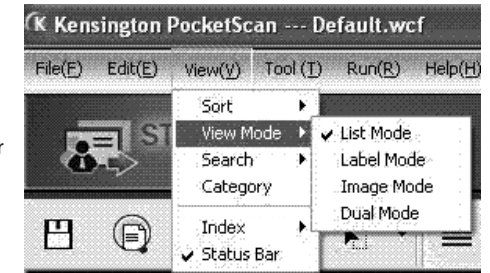 Kensington PocketScan --- Default.wcf
File(F) Edit(E) View(V) Tool (T) Run(R) Help(H)
ST
Sort
View Mode
Search
Category
Index
Status Bar
List Mode
Label Mode
Image Mode
Dual Mode